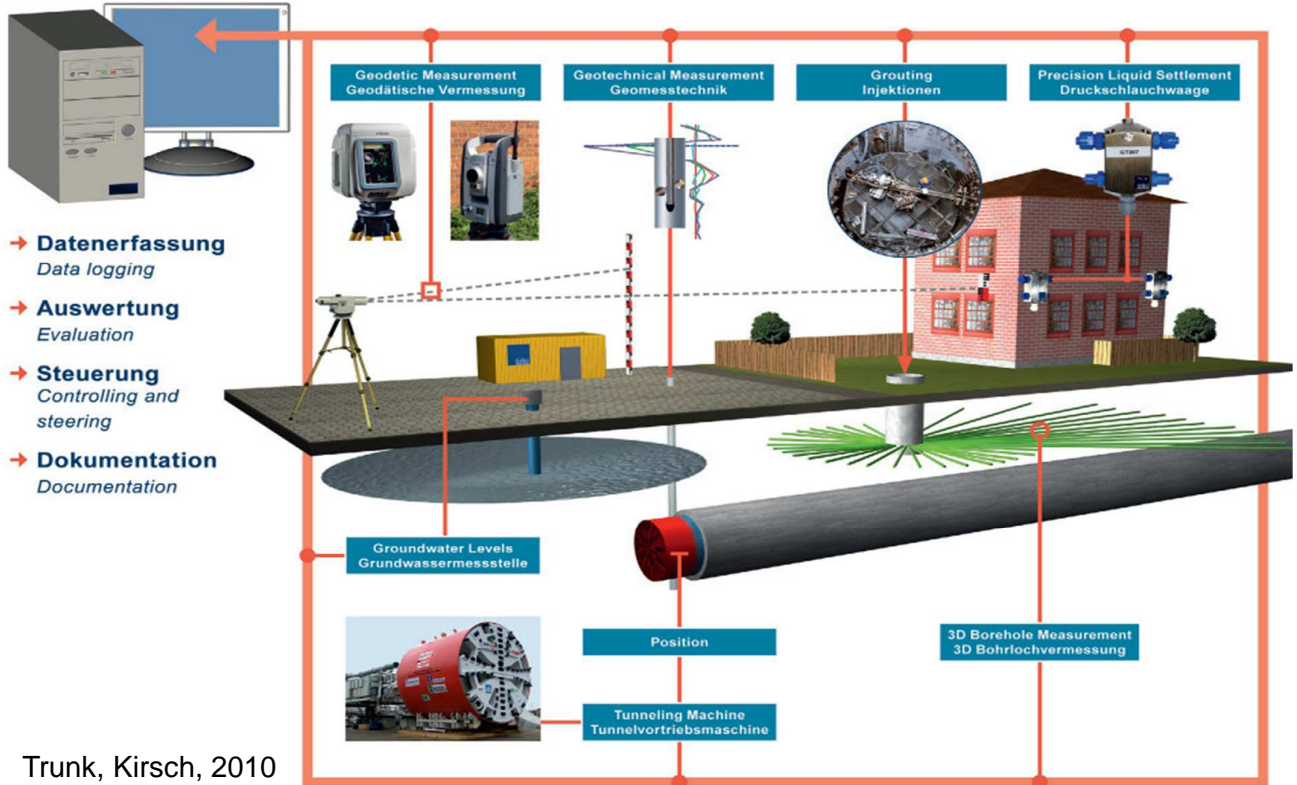 Geodetic Measurement
Geodätische Vermessung
Geotechnical Measurement
Geomesstechnik
Grouting
Injektionen
Precision Liquid Settlement
Druckschlauchwaage
→ Datenerfassung
Data logging
→ Auswertung
Evaluation
→ Steuerung
Controlling and
steering
→ Dokumentation
Documentation
Groundwater Levels
Grundwassermessstelle
Position
Tunneling Machine
Tunnelvortriebsmaschine
3D Borehole Measurement
3D Bohrlochvermessung
Trunk, Kirsch, 2010